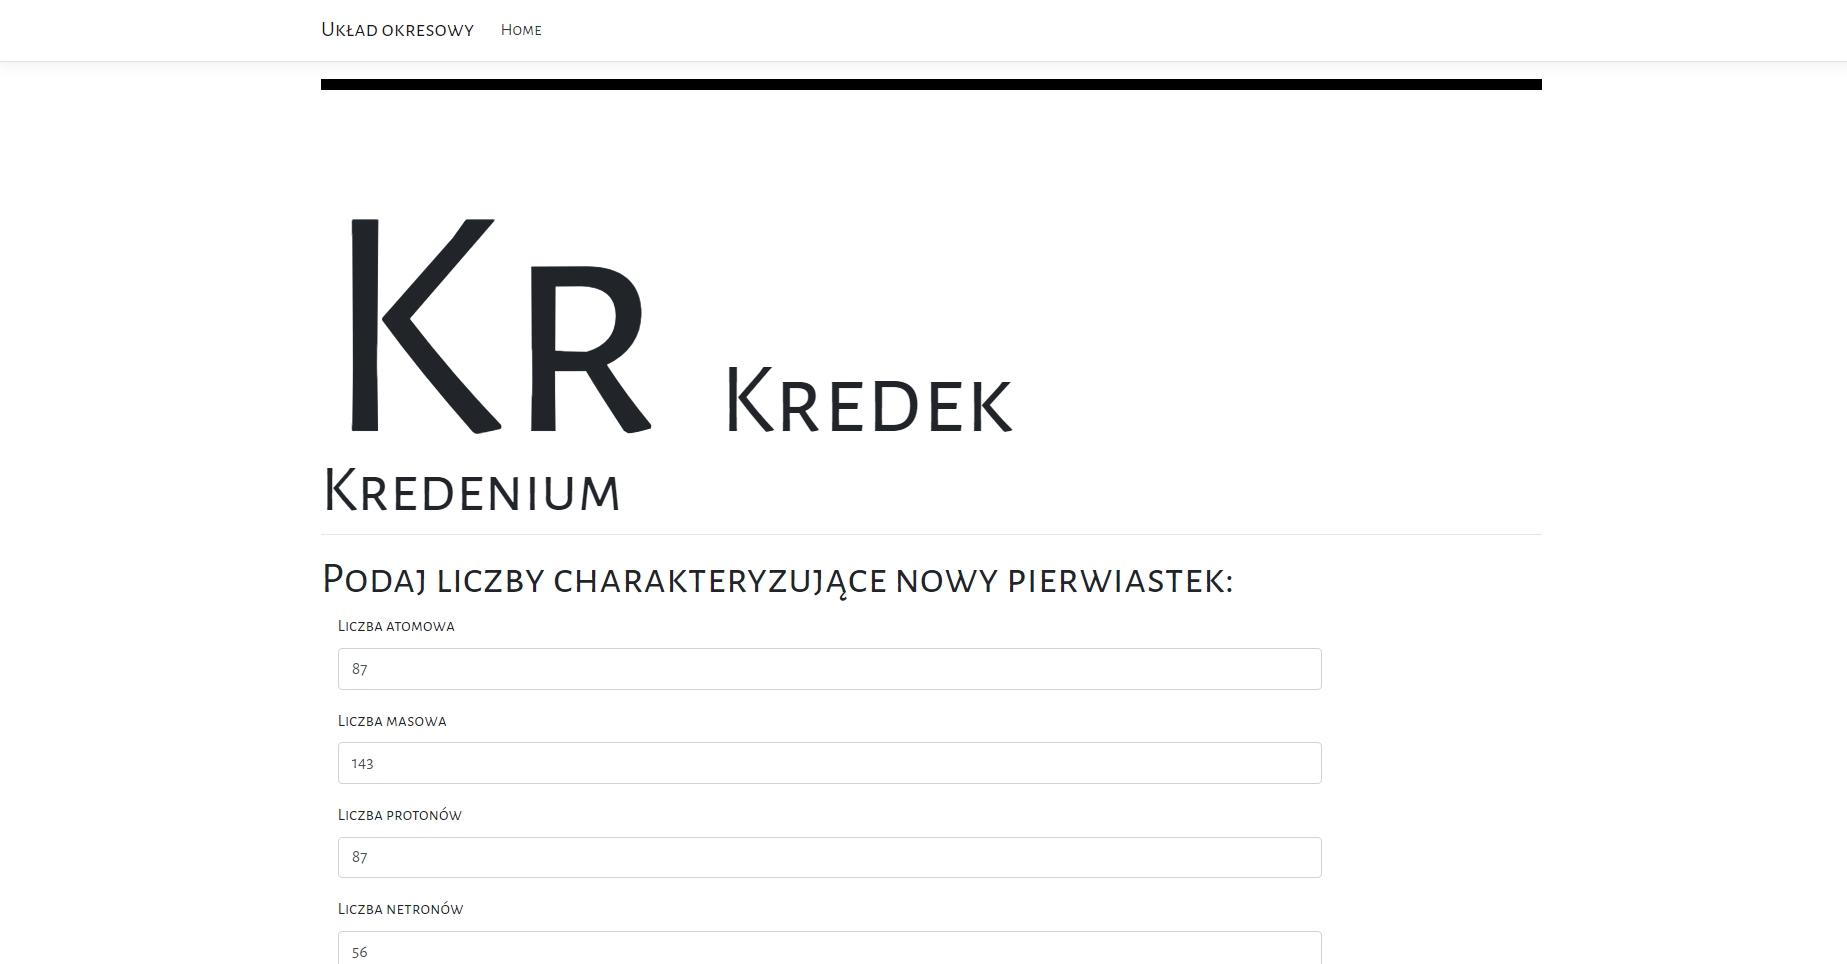 Układ okresowy Home
Kr Kredek
Kredenium
Podaj liczby charakteryzujące nowy pierwiastek:
Liczba atomowa
87
Liczba masowa
143
Liczba protonów
87
Liczba netronów
56